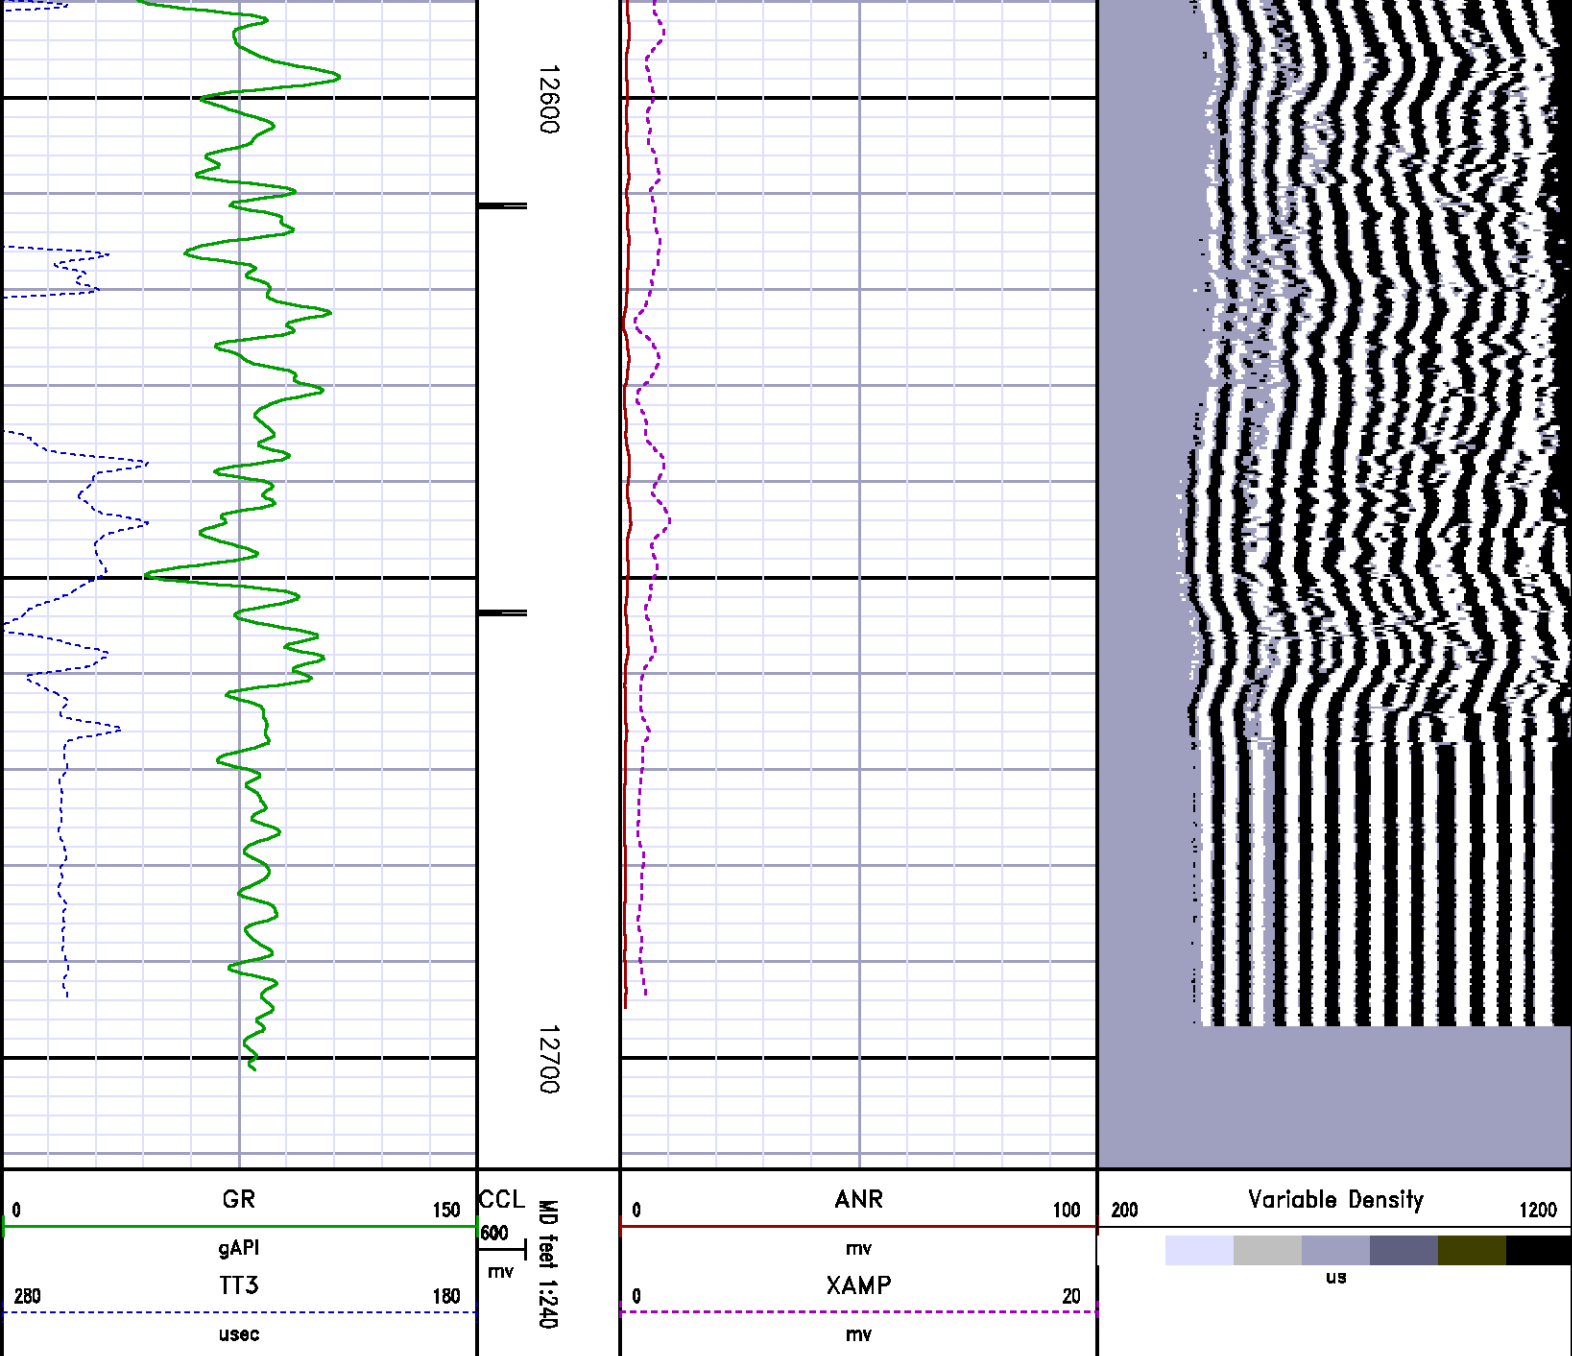 12600
12700
GR
0 150
gAPI
TT3
280 180
usec
CCL
600
mv
MD feet 1:240
ANR
0 100
mv
XAMP
0 20
mv
Variable Density
200 1200
us